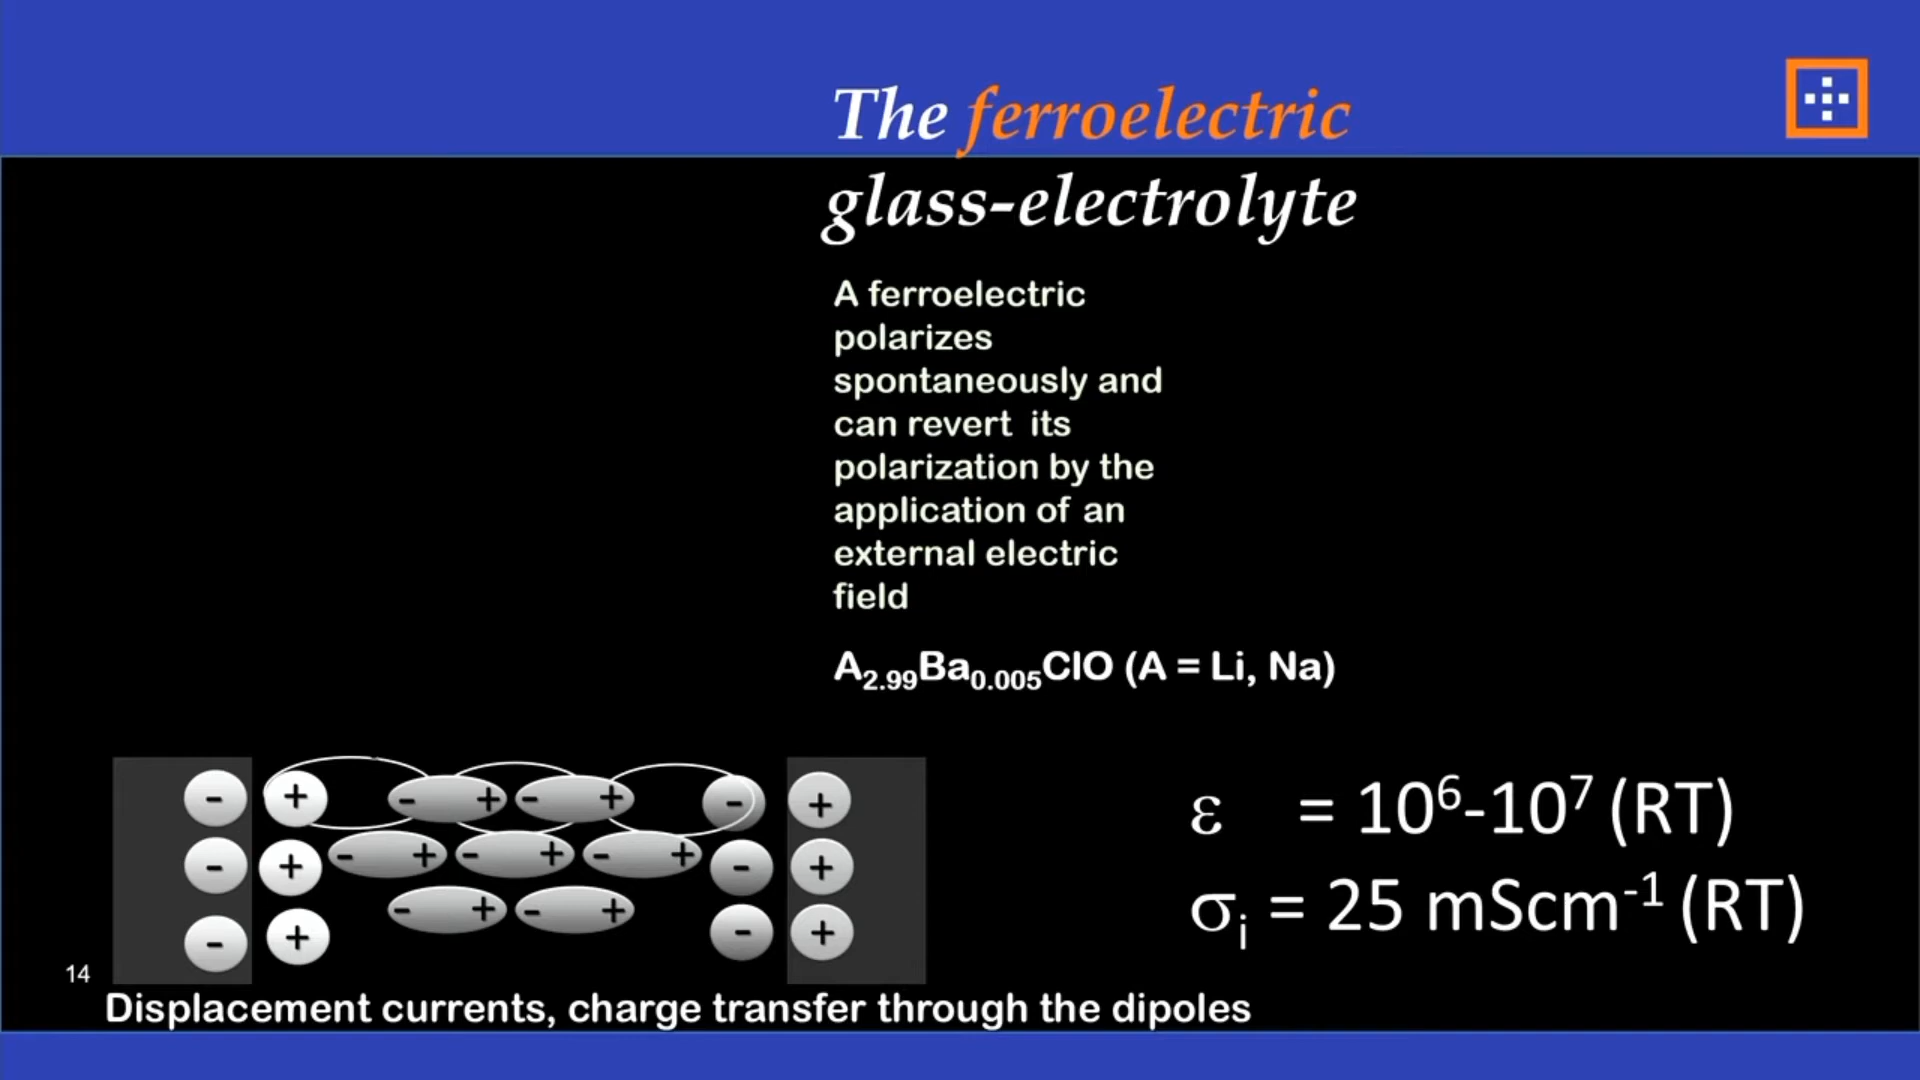 The ferroelectric
glass-electrolyte
A ferroelectric
polarizes
spontaneously and
can revert its
polarization by the
application of an
external electric
field
A₂.₉₉Ba₀.₀₀₅ClO (A = Li, Na)
- + - + - + - +
- + - + - + - + - +
- + - + - + - +
ε = 10⁶-10⁷ (RT)
σᵢ = 25 mScm⁻¹ (RT)
14
Displacement currents, charge transfer through the dipoles